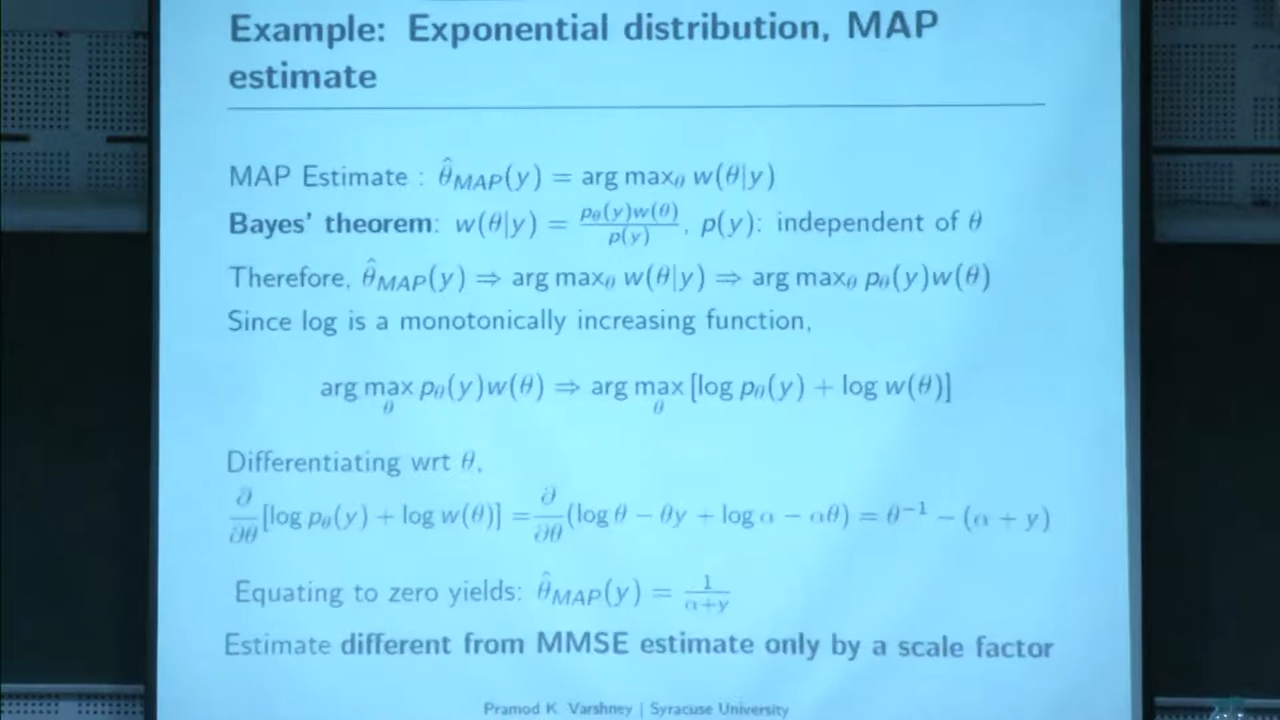 Example: Exponential distribution, MAP
estimate
MAP Estimate : θ̂_MAP(y) = arg max_θ w(θ|y)
Bayes' theorem: w(θ|y) = p_θ(y)w(θ)/p(y), p(y): independent of θ
Therefore, θ̂_MAP(y) ⇒ arg max_θ w(θ|y) ⇒ arg max_θ p_θ(y)w(θ)
Since log is a monotonically increasing function,
arg max_θ p_θ(y)w(θ) ⇒ arg max_θ [log p_θ(y) + log w(θ)]
Differentiating wrt θ,
∂/∂θ [log p_θ(y) + log w(θ)] = ∂/∂θ (log θ − θy + log α − αθ) = θ⁻¹ − (α + y)
Equating to zero yields: θ̂_MAP(y) = 1/(α+y)
Estimate different from MMSE estimate only by a scale factor
Pramod K. Varshney | Syracuse University